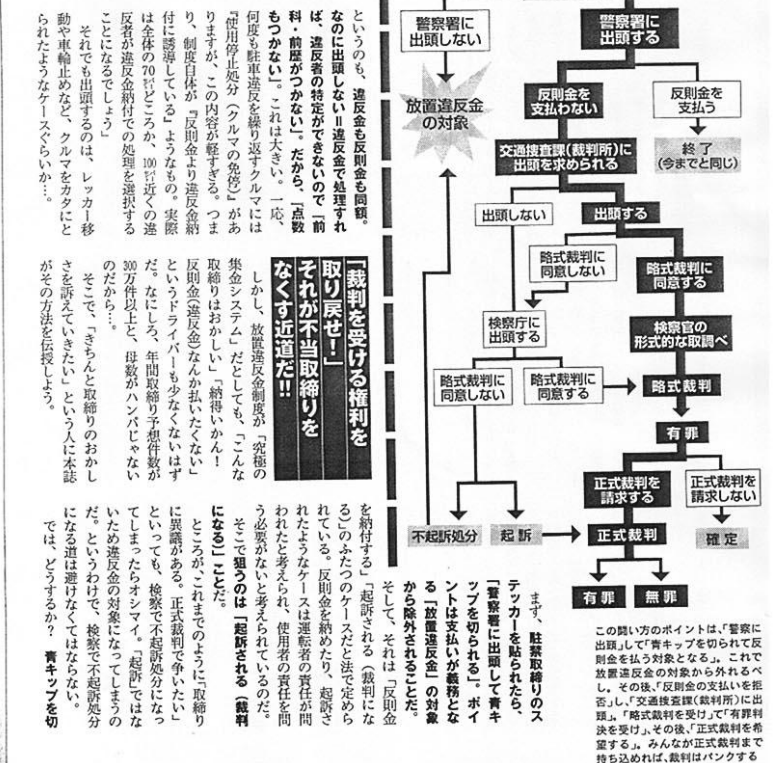 というのも、違反金も反則金も同額。
なのに出頭しない＝違反金で処理すれ
ば、違反者の特定ができないので「前
科・前歴がつかない」。だから、「点数
もつかない」。これは大きい。一応、
何度も駐車違反を繰り返すクルマには
『使用停止処分（クルマの免停）』があ
りますが、この内容が軽すぎる。つま
り、制度自体が『反則金より違反金納
付に誘導している』ようなもの。実際
は全体の70㌫どころか、100㌫近くの違
反者が違反金納付での処理を選択する
ことになるでしょう」
それでも出頭するのは、レッカー移
動や車輪止めなど、クルマをカタにと
られたようなケースぐらいか…。
「裁判を受ける権利を
取り戻せ！」
それが不当取締りを
なくす近道だ!!
しかし、放置違反金制度が「究極の
集金システム」だとしても、「こんな
取締りはおかしい」「納得いかん！
反則金（違反金）なんか払いたくない」
というドライバーも少なくないはず
だ。なにしろ、年間取締り予想件数が
300万件以上と、母数がハンパじゃない
のだから…。
そこで、「きちんと取締りのおかし
さを訴えていきたい」という人に本誌
がその方法を伝授しよう。
まず、駐禁取締りのス
テッカーを貼られたら、
「警察署に出頭して青キ
ップを切られる」。ポイ
ントは支払いが義務とな
る「放置違反金」の対象
から除外されることだ。
そして、それは「反則金
を納付する」「起訴される（裁判にな
る）」のふたつのケースだと法で定めら
れている。反則金を納めたり、起訴さ
れたようなケースは運転者の責任が問
われたと考えられ、使用者の責任を問
う必要がないと考えられているのだ。
そこで狙うのは「起訴される（裁判
になる）」ことだ。
ところが、これまでのように「取締り
に異議がある。正式裁判で争いたい」
といっても、検察で不起訴処分になっ
てしまったらオシマイ。「起訴」ではな
いため違反金の対象になってしまうの
だ。というわけで、検察で不起訴処分
になる道は避けなくてはならない。
では、どうするか？ 青キップを切
警察署に
出頭しない
警察署に
出頭する
放置違反金
の対象
反則金を
支払わない
反則金を
支払う
終了
(今までと同じ)
交通捜査課(裁判所)に
出頭を求められる
出頭しない
出頭する
略式裁判に
同意しない
略式裁判に
同意する
検察庁に
出頭する
検察官の
形式的な取調べ
略式裁判に
同意しない
略式裁判に
同意する
略式裁判
有罪
正式裁判を
請求する
正式裁判を
請求しない
不起訴処分
起訴
正式裁判
確定
有罪
無罪
この闘い方のポイントは、「警察に
出頭」して「青キップを切られて反
則金を払う対象となる」。これで
放置違反金の対象から外れるべ
し。その後、「反則金の支払いを拒
否」し、「交通捜査課(裁判所)に出
頭」。「略式裁判を受け」て「有罪判
決を受け」、その後、「正式裁判を希
望する」。みんなが正式裁判まで
持ち込めれば、裁判はパンクする